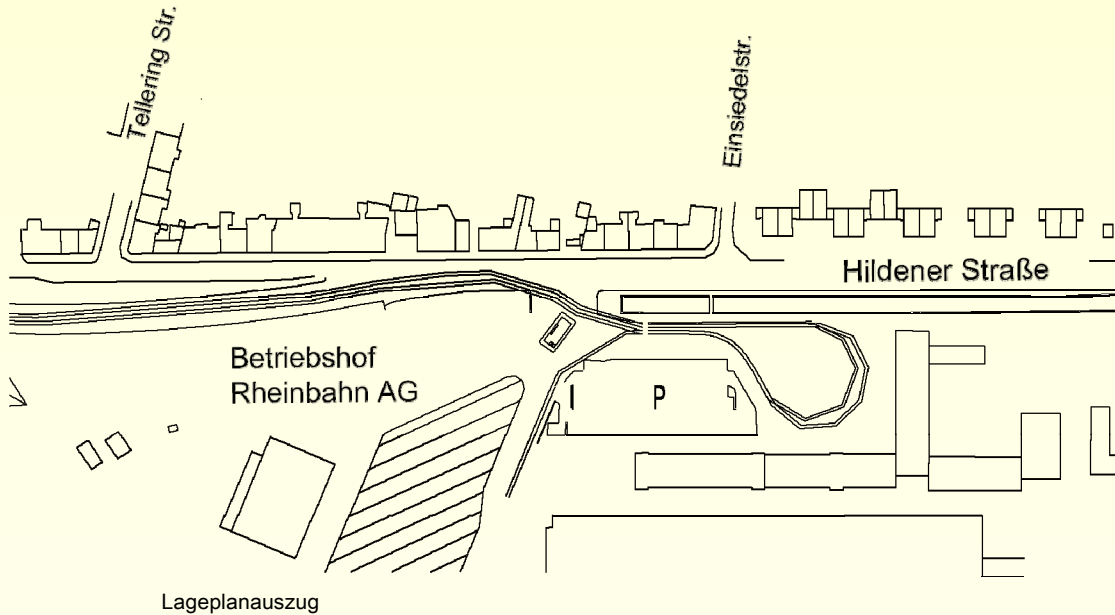 Tellering Str.
Einsiedelstr.
Hildener Straße
Betriebshof
Rheinbahn AG
P
Lageplanauszug